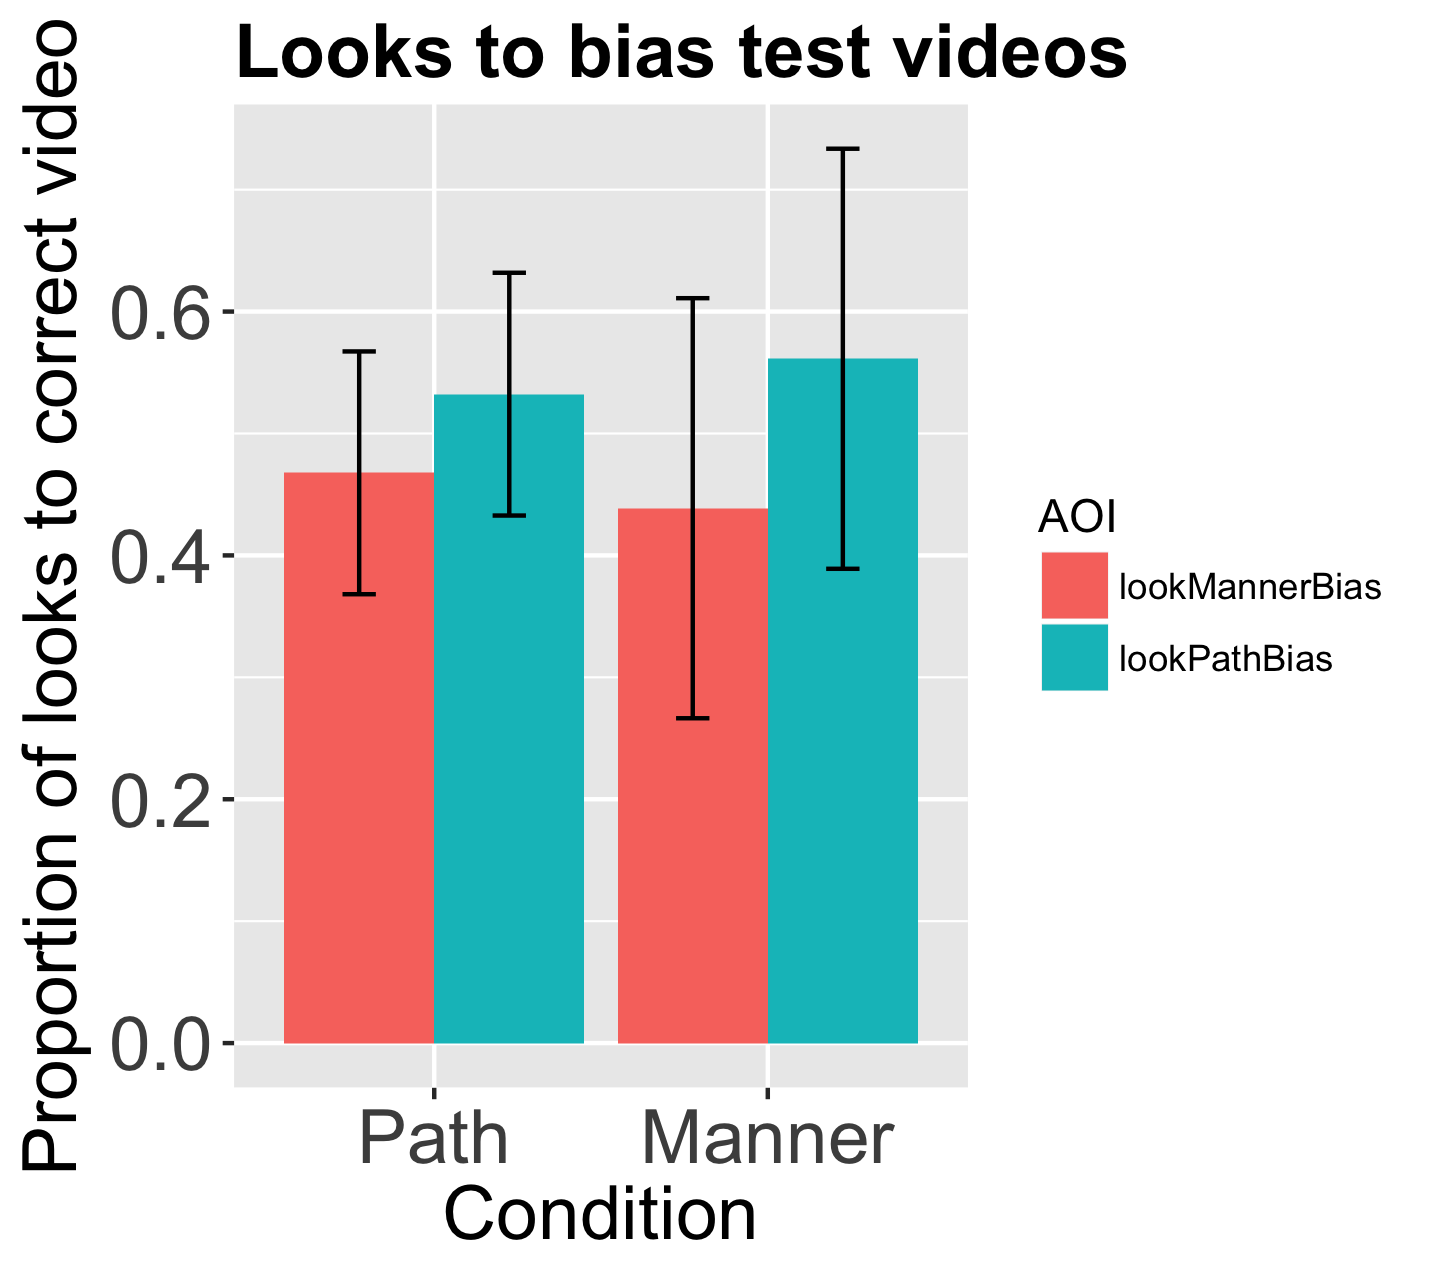 Looks to bias test videos
Proportion of looks to correct video
0.6
0.4
0.2
0.0
Path Manner
Condition
AOI
lookMannerBias
lookPathBias